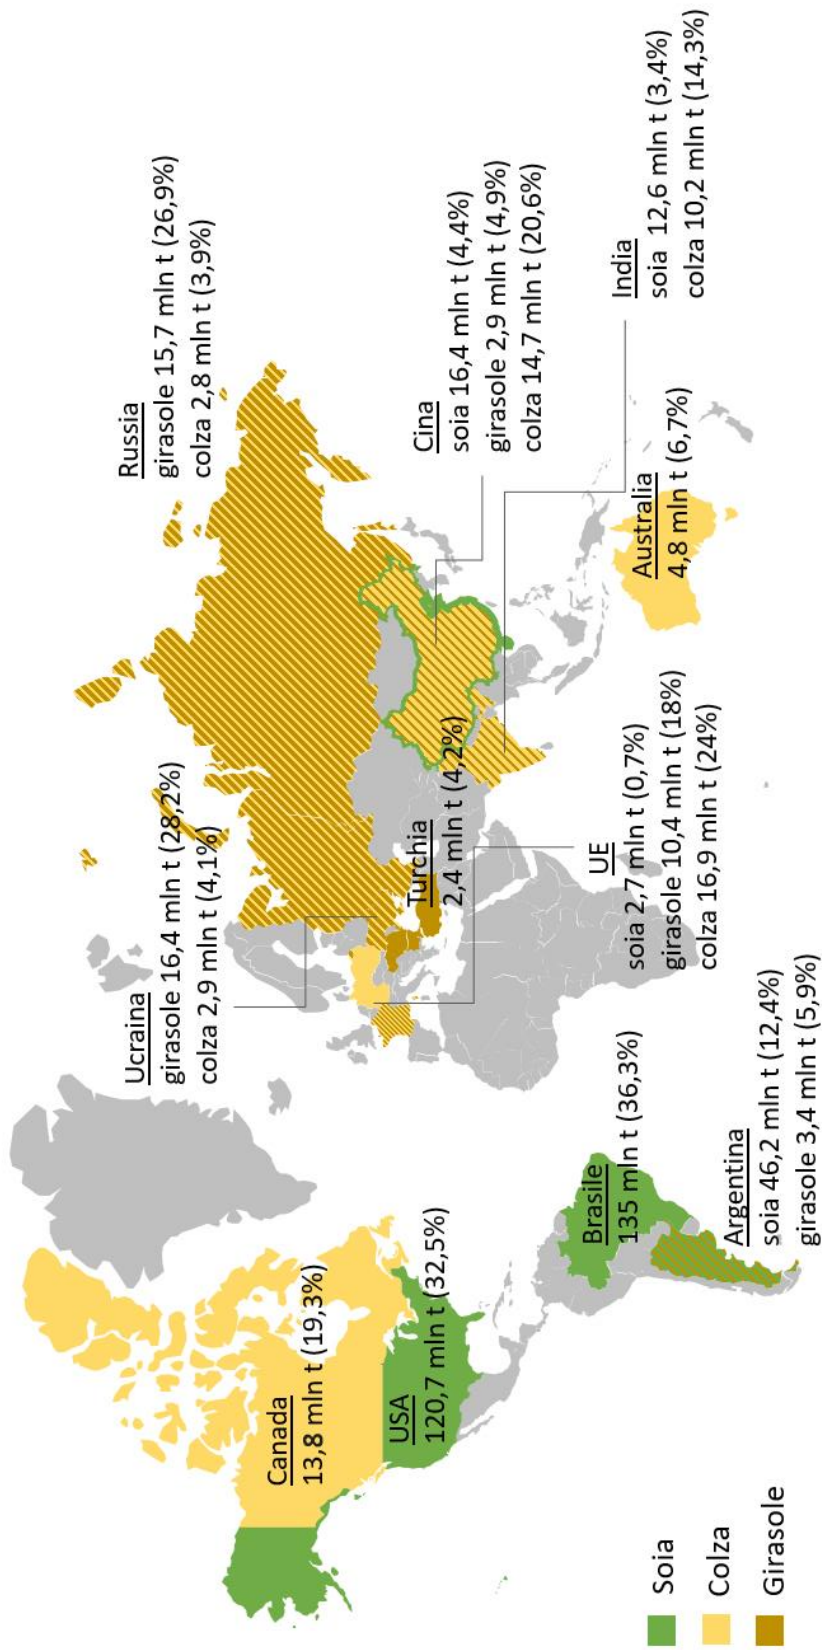 Canada
13,8 mln t (19,3%)
USA
120,7 mln t (32,5%)
Brasile
135 mln t (36,3%)
Argentina
soia 46,2 mln t (12,4%)
girasole 3,4 mln t (5,9%)
Ucraina
girasole 16,4 mln t (28,2%)
colza 2,9 mln t (4,1%)
Turchia
2,4 mln t (4,2%)
UE
soia 2,7 mln t (0,7%)
girasole 10,4 mln t (18%)
colza 16,9 mln t (24%)
Russia
girasole 15,7 mln t (26,9%)
colza 2,8 mln t (3,9%)
Cina
soia 16,4 mln t (4,4%)
girasole 2,9 mln t (4,9%)
colza 14,7 mln t (20,6%)
India
soia 12,6 mln t (3,4%)
colza 10,2 mln t (14,3%)
Australia
4,8 mln t (6,7%)
Soia
Colza
Girasole